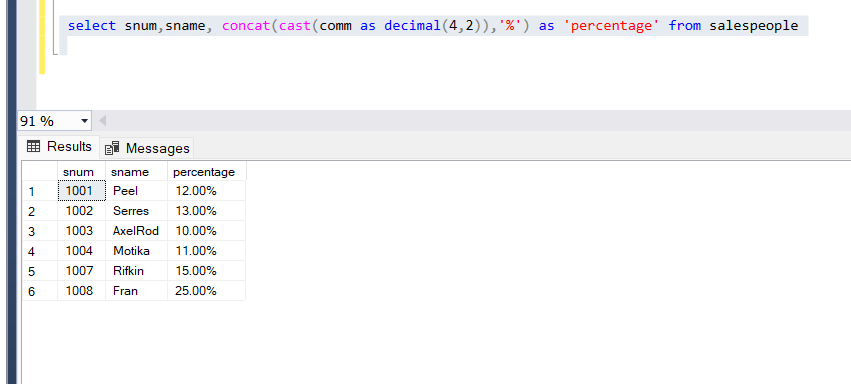 select snum,sname, concat(cast(comm as decimal(4,2)),'%') as 'percentage' from salespeople
91 %
Results Messages
snum sname percentage
1 1001 Peel 12.00%
2 1002 Serres 13.00%
3 1003 AxelRod 10.00%
4 1004 Motika 11.00%
5 1007 Rifkin 15.00%
6 1008 Fran 25.00%